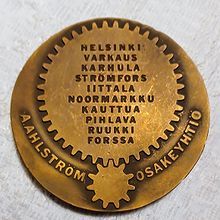 HELSINKI
VARKAUS
KARHULA
STRÖMFORS
IITTALA
NOORMARKKU
KAUTTUA
PIHLAVA
RUUKKI
FORSSA
AAHLSTROM OSAKEYHTIÖ